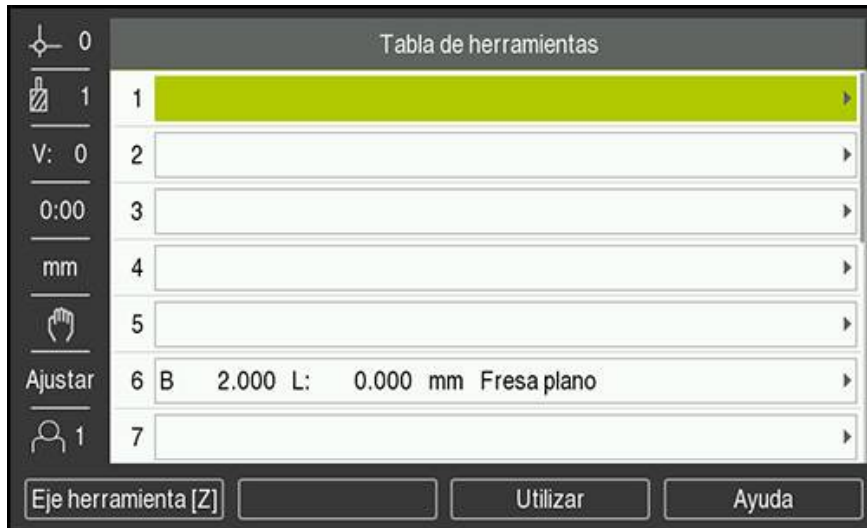 0
Tabla de herramientas
1
1
V: 0
2
0:00
3
mm
4
5
Ajustar
6 B 2.000 L: 0.000 mm Fresa plano
1
7
Eje herramienta [Z]
Utilizar
Ayuda